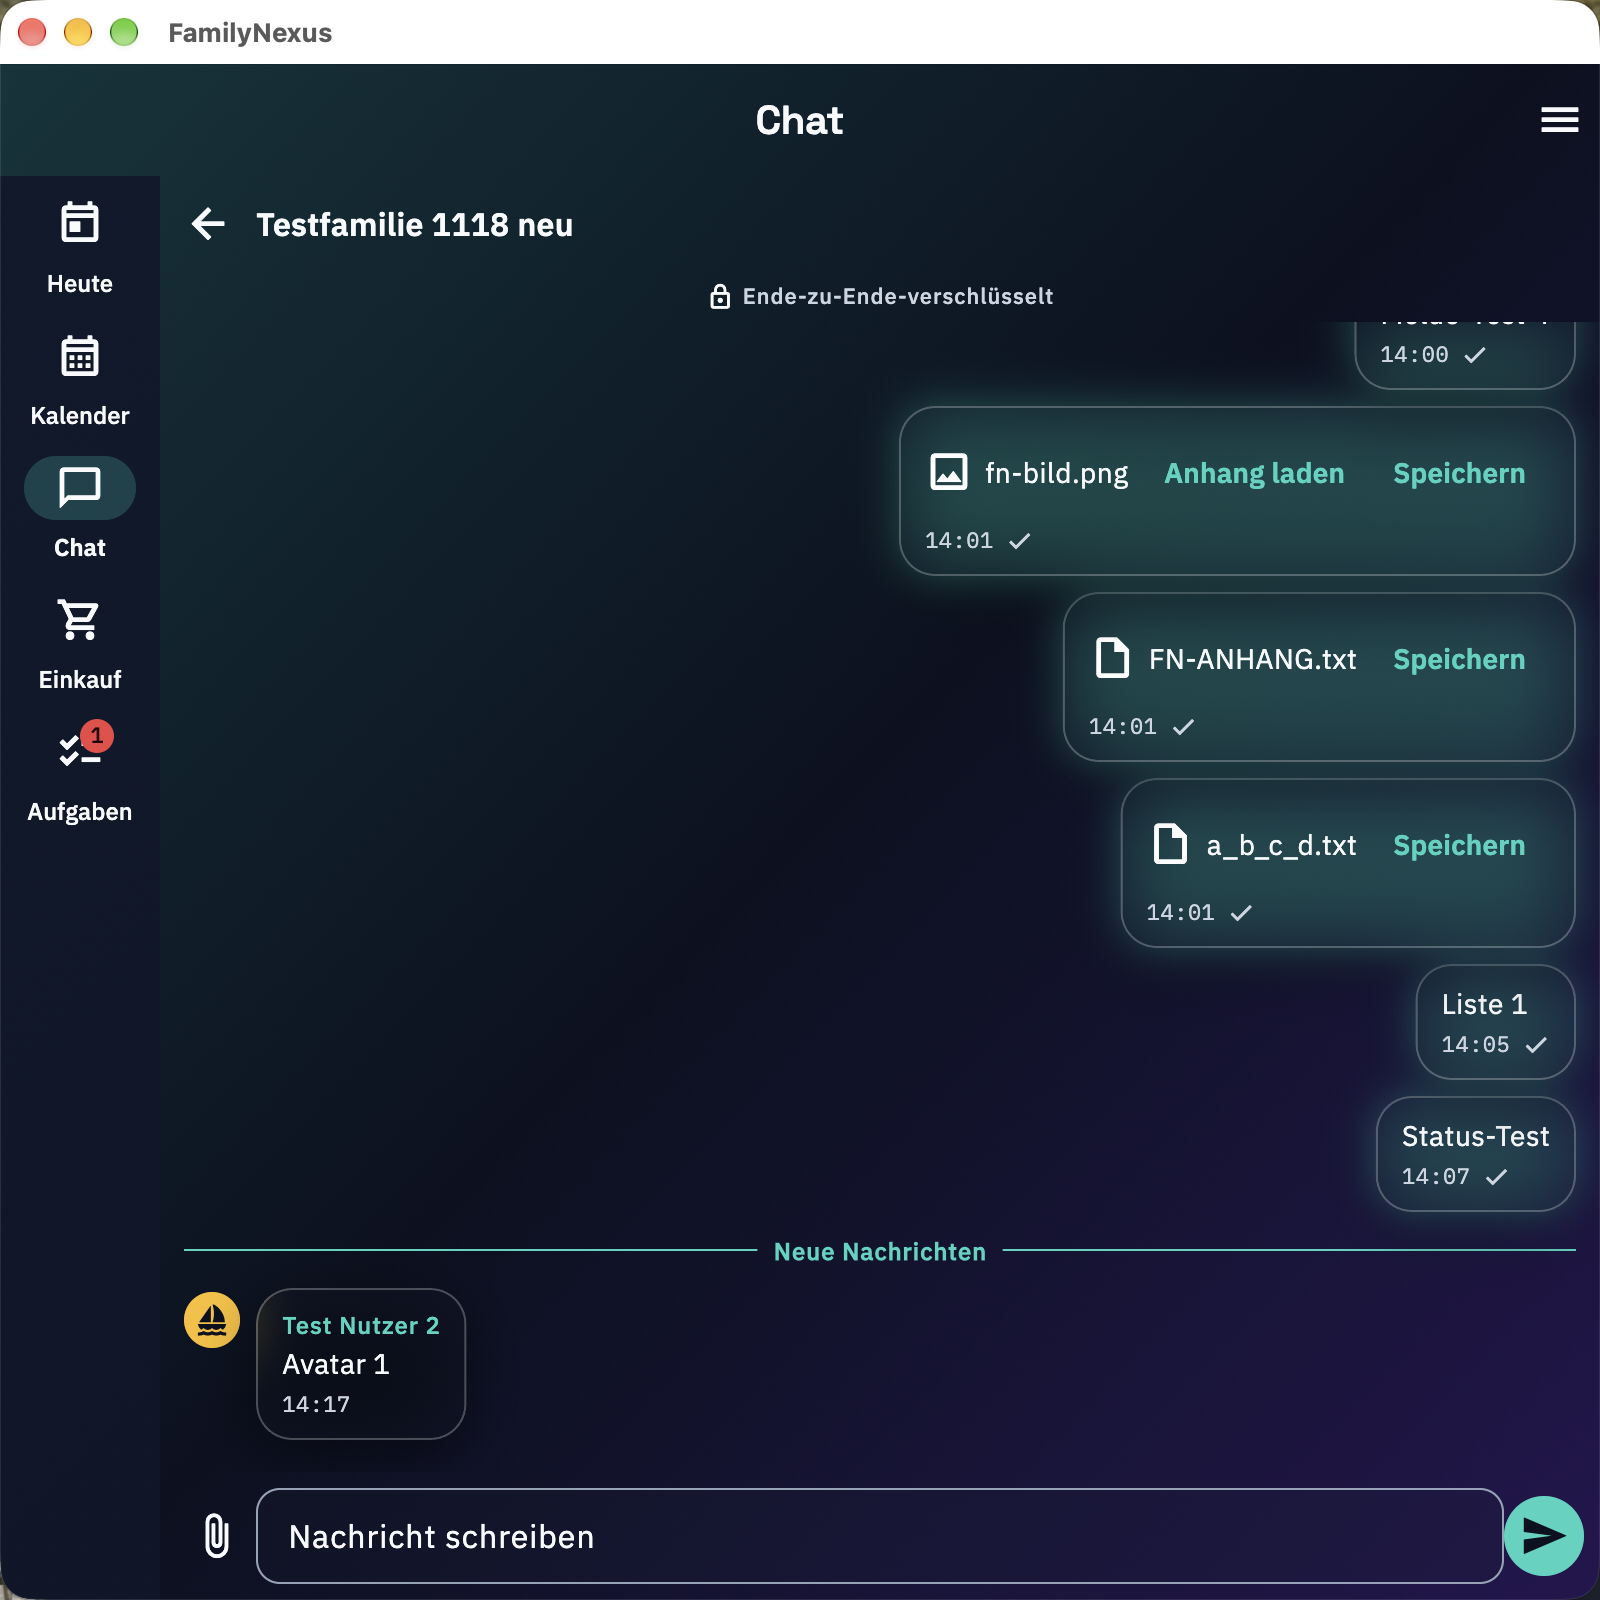 FamilyNexus
Chat
Heute
Kalender
Chat
Einkauf
1
Aufgaben
Testfamilie 1118 neu
Ende-zu-Ende-verschlüsselt
14:00
fn-bild.png Anhang laden Speichern
14:01
FN-ANHANG.txt Speichern
14:01
a_b_c_d.txt Speichern
14:01
Liste 1
14:05
Status-Test
14:07
Neue Nachrichten
Test Nutzer 2
Avatar 1
14:17
Nachricht schreiben